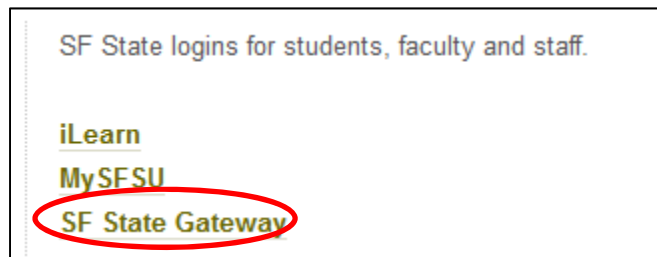 SF State logins for students, faculty and staff.
iLearn
MySFSU
SF State Gateway